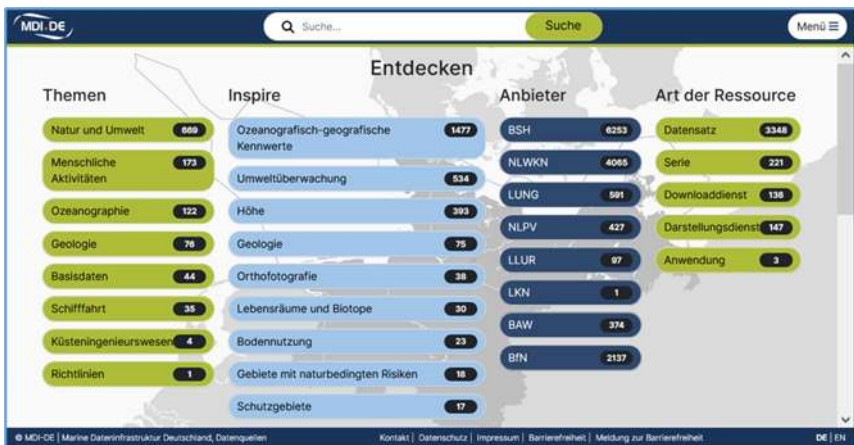 MDI-DE
Suche...
Suche
Menü
Entdecken
Themen
Natur und Umwelt 669
Menschliche
Aktivitäten 173
Ozeanographie 122
Geologie 76
Basisdaten 44
Schifffahrt 35
Küsteningenieurswesen 4
Richtlinien 1
Inspire
Ozeanografisch-geografische
Kennwerte 1477
Umweltüberwachung 534
Höhe 393
Geologie 75
Orthofotografie 38
Lebensräume und Biotope 30
Bodennutzung 23
Gebiete mit naturbedingten Risiken 18
Schutzgebiete 17
Anbieter
BSH 6253
NLWKN 4065
LUNG 591
NLPV 427
LLUR 97
LKN 1
BAW 374
BfN 2137
Art der Ressource
Datensatz 3348
Serie 221
Downloaddienst 136
Darstellungsdienst 147
Anwendung 3
© MDI-DE | Marine Dateninfrastruktur Deutschland, Datenquellen
Kontakt | Datenschutz | Impressum | Barrierefreiheit | Meldung zur Barrierefreiheit
DE | EN